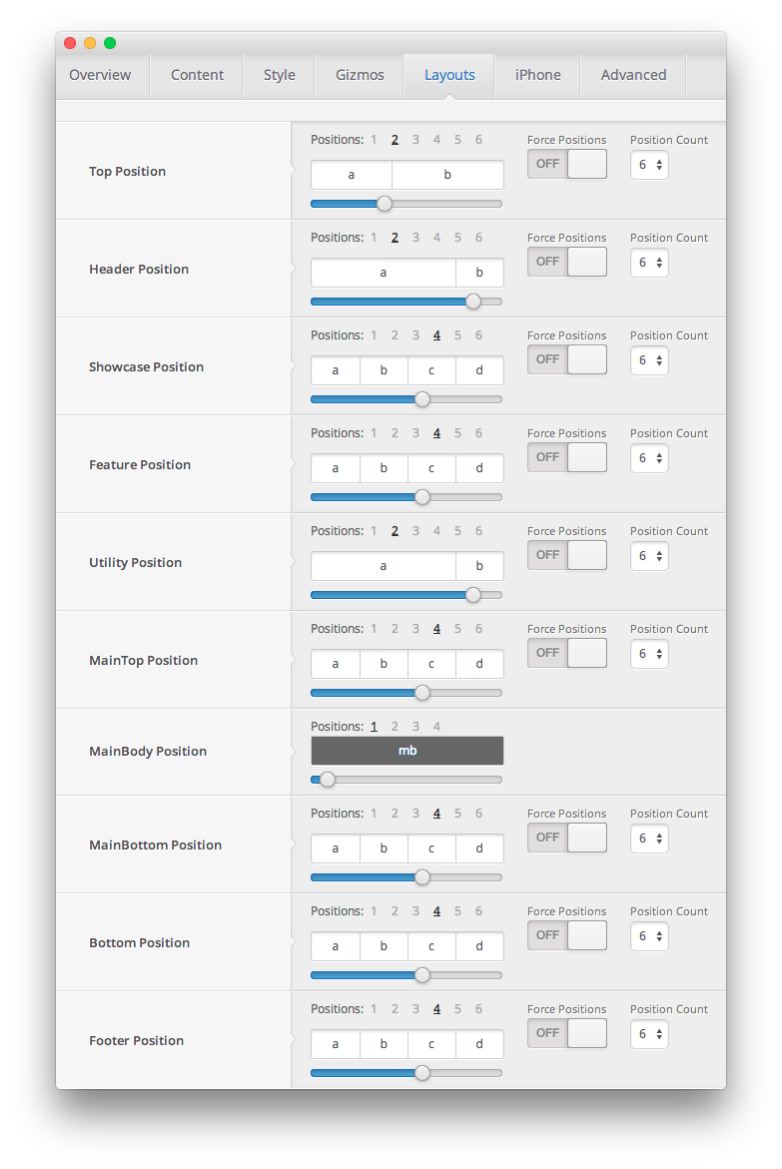 Overview Content Style Gizmos Layouts iPhone Advanced
Positions: 1 2 3 4 5 6 Force Positions Position Count
Top Position a b OFF 6
Positions: 1 2 3 4 5 6 Force Positions Position Count
Header Position a b OFF 6
Positions: 1 2 3 4 5 6 Force Positions Position Count
Showcase Position a b c d OFF 6
Positions: 1 2 3 4 5 6 Force Positions Position Count
Feature Position a b c d OFF 6
Positions: 1 2 3 4 5 6 Force Positions Position Count
Utility Position a b OFF 6
Positions: 1 2 3 4 5 6 Force Positions Position Count
MainTop Position a b c d OFF 6
Positions: 1 2 3 4
MainBody Position mb
Positions: 1 2 3 4 5 6 Force Positions Position Count
MainBottom Position a b c d OFF 6
Positions: 1 2 3 4 5 6 Force Positions Position Count
Bottom Position a b c d OFF 6
Positions: 1 2 3 4 5 6 Force Positions Position Count
Footer Position a b c d OFF 6